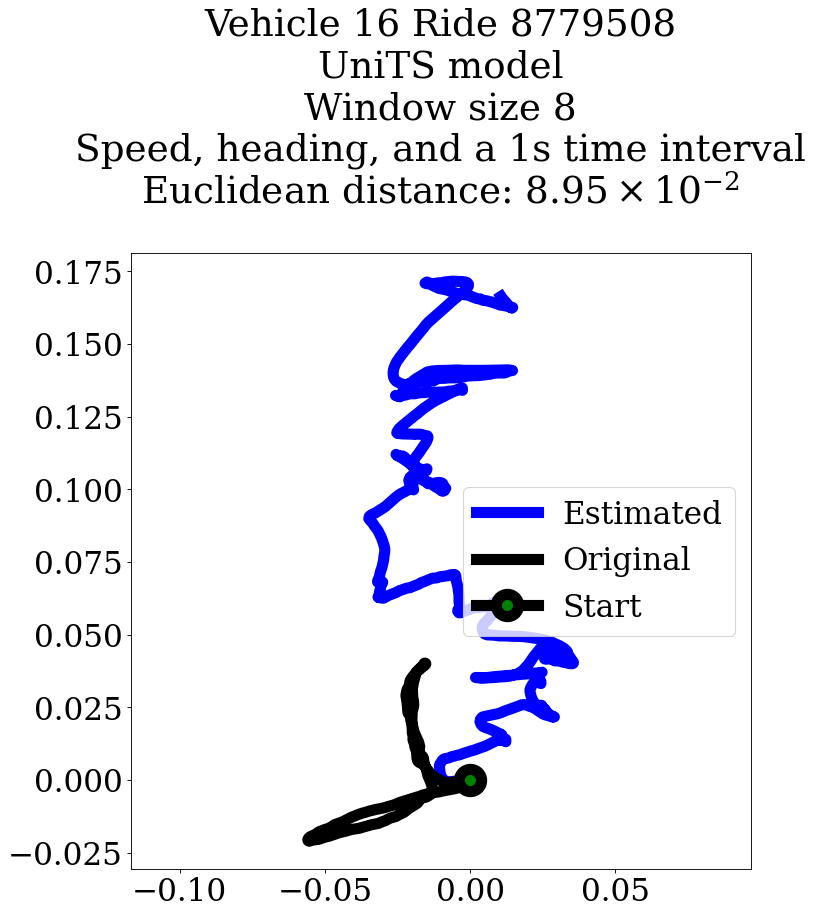 Vehicle 16 Ride 8779508
UniTS model
Window size 8
Speed, heading, and a 1s time interval
Euclidean distance: 8.95 × 10⁻²
0.175
0.150
0.125
0.100
0.075
0.050
0.025
0.000
−0.025
Estimated
Original
Start
−0.10
−0.05
0.00
0.05